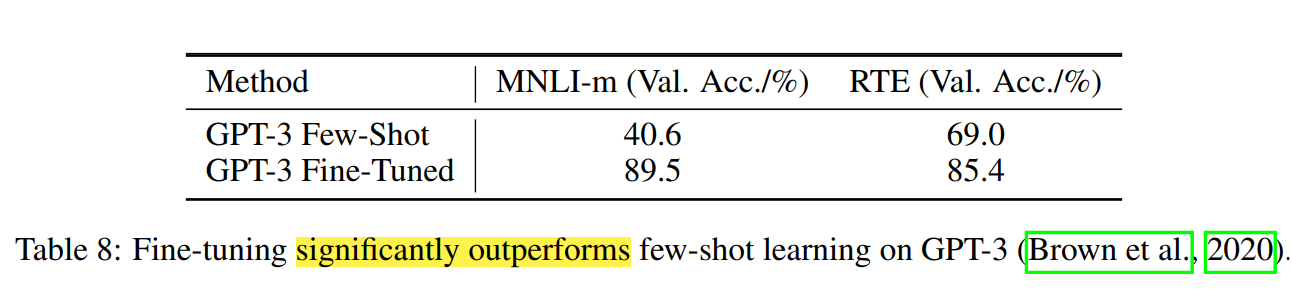 Method MNLI-m (Val. Acc./%) RTE (Val. Acc./%)
GPT-3 Few-Shot 40.6 69.0
GPT-3 Fine-Tuned 89.5 85.4
Table 8: Fine-tuning significantly outperforms few-shot learning on GPT-3 (Brown et al., 2020).